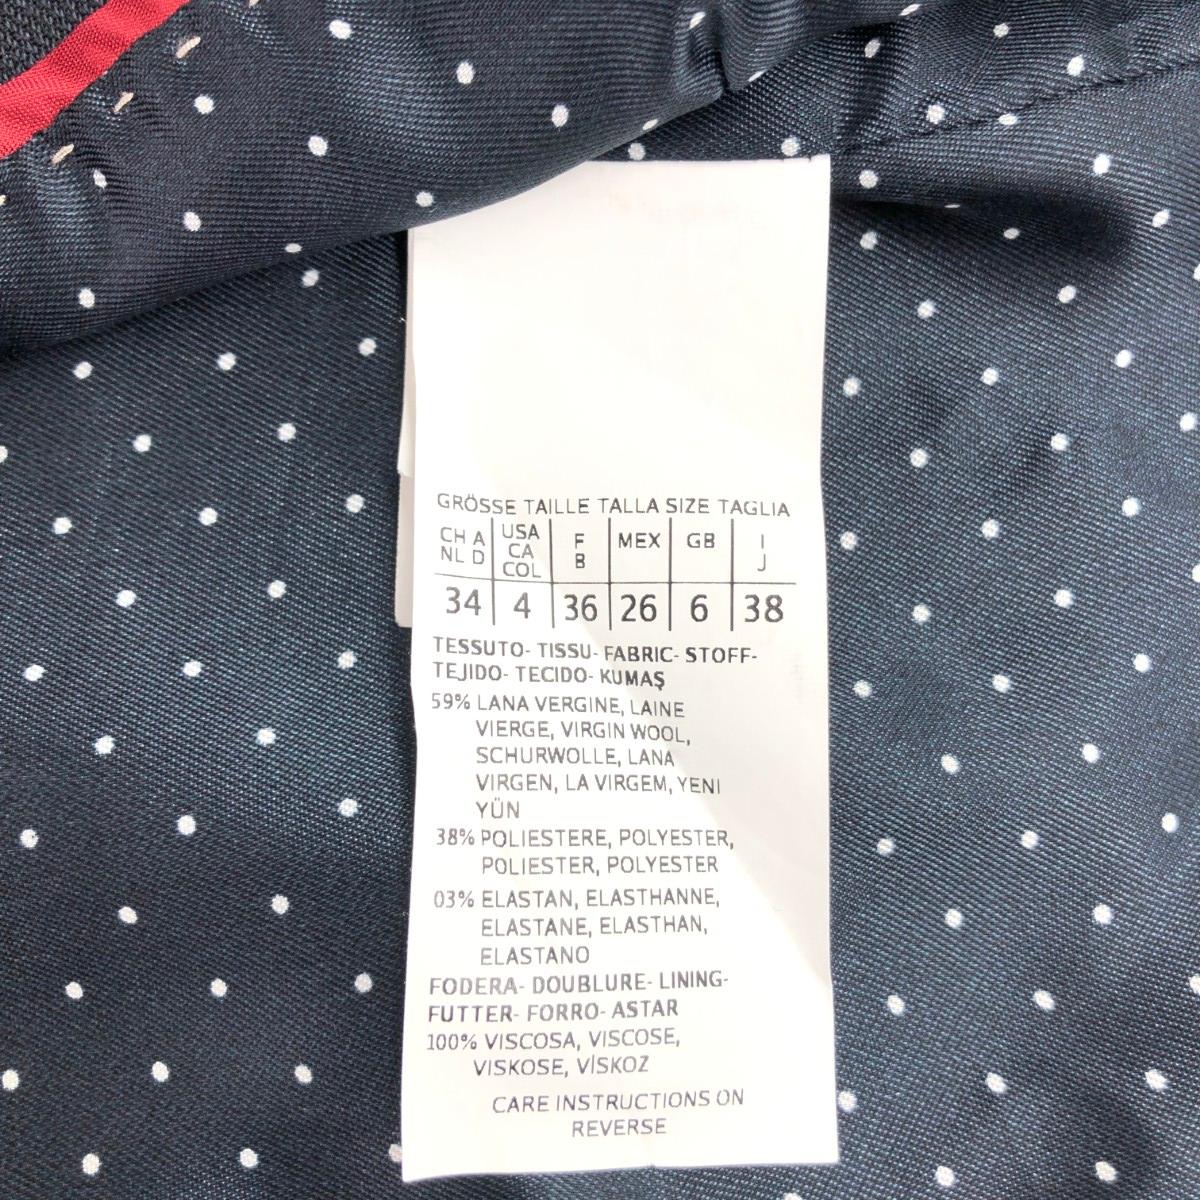 GRÖSSE TAILLE TALLA SIZE TAGLIA
CH A USA F MEX GB I
NL D CA B J
COL
34 4 36 26 6 38
TESSUTO- TISSU- FABRIC- STOFF-
TEJIDO- TECIDO- KUMAŞ
59% LANA VERGINE, LAINE
VIERGE, VIRGIN WOOL,
SCHURWOLLE, LANA
VIRGEN, LA VIRGEM, YENI
YÜN
38% POLIESTERE, POLYESTER,
POLIESTER, POLYESTER
03% ELASTAN, ELASTHANNE,
ELASTANE, ELASTHAN,
ELASTANO
FODERA- DOUBLURE- LINING-
FUTTER- FORRO- ASTAR
100% VISCOSA, VISCOSE,
VISKOSE, VİSKOZ
CARE INSTRUCTIONS ON
REVERSE